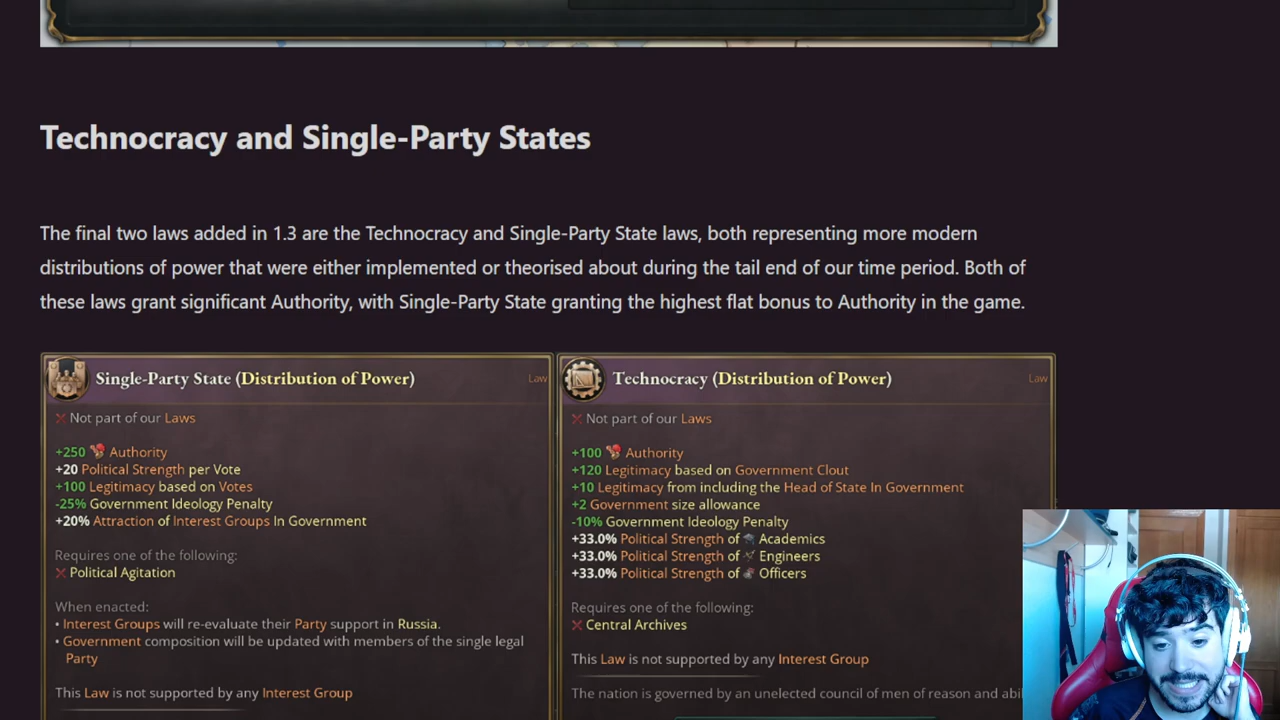 Technocracy and Single-Party States
The final two laws added in 1.3 are the Technocracy and Single-Party State laws, both representing more modern
distributions of power that were either implemented or theorised about during the tail end of our time period. Both of
these laws grant significant Authority, with Single-Party State granting the highest flat bonus to Authority in the game.
Single-Party State (Distribution of Power)
Law
Not part of our Laws
+250 Authority
+20 Political Strength per Vote
+100 Legitimacy based on Votes
-25% Government Ideology Penalty
+20% Attraction of Interest Groups In Government
Requires one of the following:
Political Agitation
When enacted:
• Interest Groups will re-evaluate their Party support in Russia.
• Government composition will be updated with members of the single legal
Party
This Law is not supported by any Interest Group
Technocracy (Distribution of Power)
Law
Not part of our Laws
+100 Authority
+120 Legitimacy based on Government Clout
+10 Legitimacy from including the Head of State In Government
+2 Government size allowance
-10% Government Ideology Penalty
+33.0% Political Strength of Academics
+33.0% Political Strength of Engineers
+33.0% Political Strength of Officers
Requires one of the following:
Central Archives
This Law is not supported by any Interest Group
The nation is governed by an unelected council of men of reason and abi